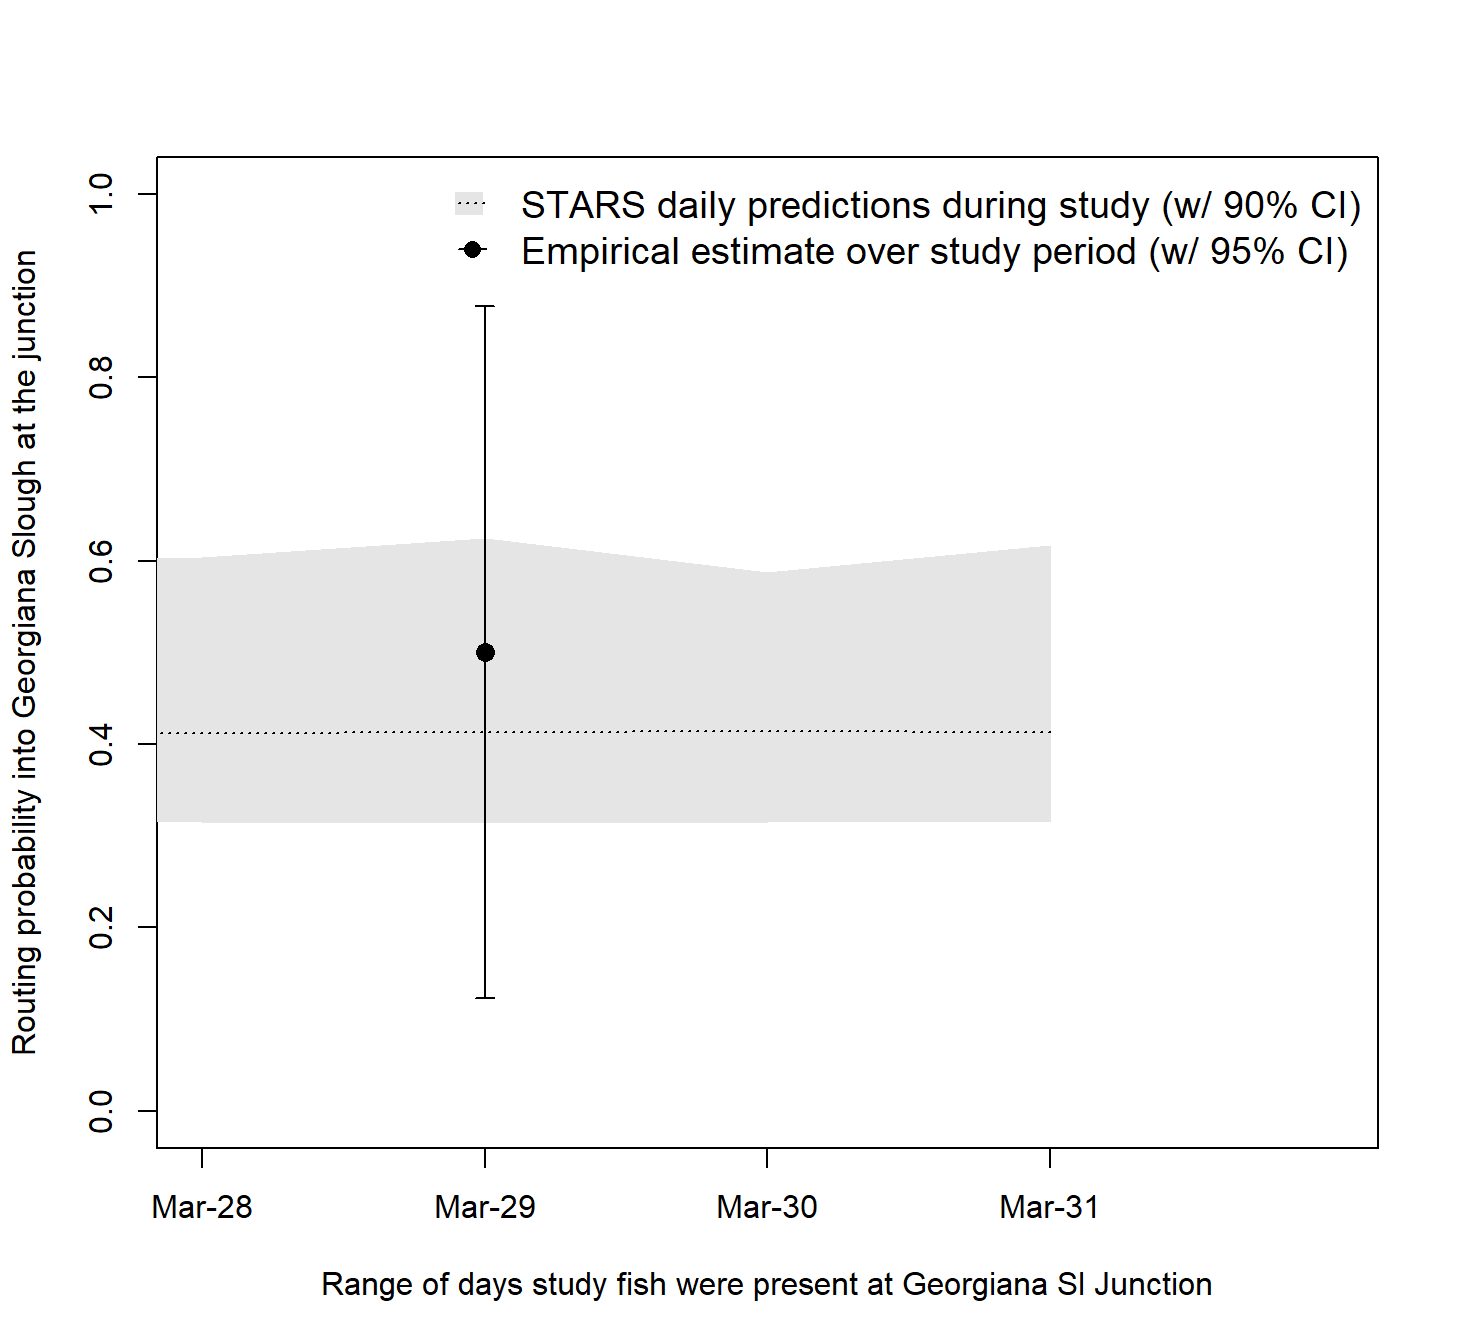 STARS daily predictions during study (w/ 90% CI)
Empirical estimate over study period (w/ 95% CI)
Routing probability into Georgiana Slough at the junction
1.0
0.8
0.6
0.4
0.2
0.0
Mar-28 Mar-29 Mar-30 Mar-31
Range of days study fish were present at Georgiana Sl Junction